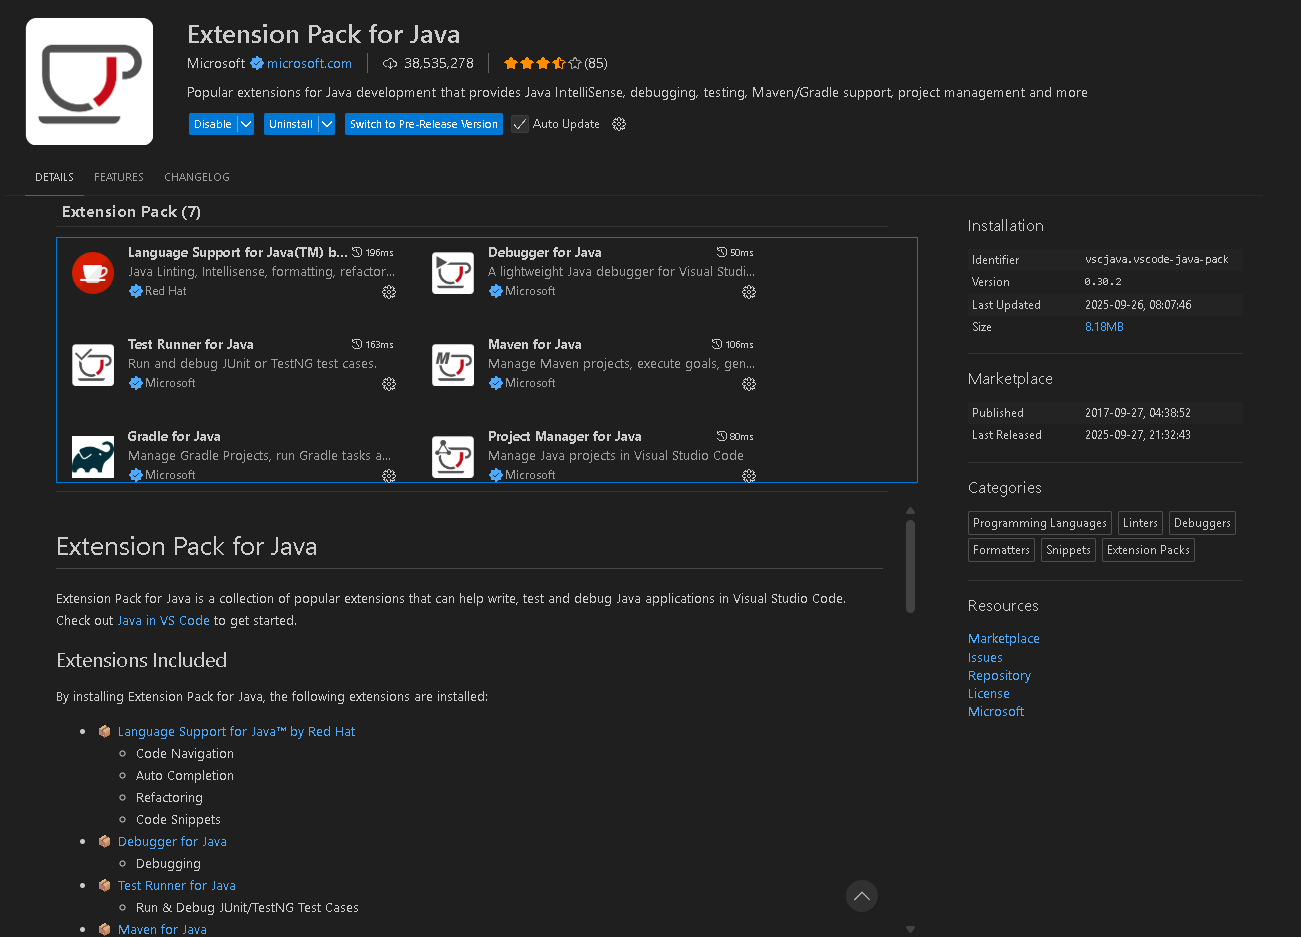 Extension Pack for Java
Microsoft microsoft.com 38,535,278 (85)
Popular extensions for Java development that provides Java IntelliSense, debugging, testing, Maven/Gradle support, project management and more
Disable Uninstall Switch to Pre-Release Version Auto Update
DETAILS FEATURES CHANGELOG
Extension Pack (7)
Language Support for Java(TM) b... 196ms
Java Linting, Intellisense, formatting, refactor...
Red Hat
Debugger for Java 50ms
A lightweight Java debugger for Visual Studi...
Microsoft
Test Runner for Java 163ms
Run and debug JUnit or TestNG test cases.
Microsoft
Maven for Java 106ms
Manage Maven projects, execute goals, gen...
Microsoft
Gradle for Java
Manage Gradle Projects, run Gradle tasks a...
Microsoft
Project Manager for Java 80ms
Manage Java projects in Visual Studio Code
Microsoft
Extension Pack for Java
Extension Pack for Java is a collection of popular extensions that can help write, test and debug Java applications in Visual Studio Code.
Check out Java in VS Code to get started.
Extensions Included
By installing Extension Pack for Java, the following extensions are installed:
Language Support for Java™ by Red Hat
Code Navigation
Auto Completion
Refactoring
Code Snippets
Debugger for Java
Debugging
Test Runner for Java
Run & Debug JUnit/TestNG Test Cases
Maven for Java
Installation
Identifier vscjava.vscode-java-pack
Version 0.30.2
Last Updated 2025-09-26, 08:07:46
Size 8.18MB
Marketplace
Published 2017-09-27, 04:38:52
Last Released 2025-09-27, 21:32:43
Categories
Programming Languages Linters Debuggers
Formatters Snippets Extension Packs
Resources
Marketplace
Issues
Repository
License
Microsoft